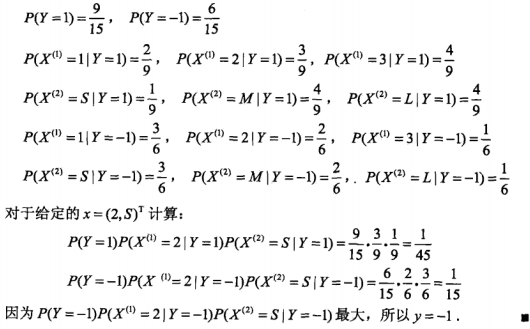 P(Y=1)=9/15, P(Y=-1)=6/15
P(X⁽¹⁾=1|Y=1)=2/9, P(X⁽¹⁾=2|Y=1)=3/9, P(X⁽¹⁾=3|Y=1)=4/9
P(X⁽²⁾=S|Y=1)=1/9, P(X⁽²⁾=M|Y=1)=4/9, P(X⁽²⁾=L|Y=1)=4/9
P(X⁽¹⁾=1|Y=-1)=3/6, P(X⁽¹⁾=2|Y=-1)=2/6, P(X⁽¹⁾=3|Y=-1)=1/6
P(X⁽²⁾=S|Y=-1)=3/6, P(X⁽²⁾=M|Y=-1)=2/6, P(X⁽²⁾=L|Y=-1)=1/6
对于给定的 x=(2,S)ᵀ 计算:
P(Y=1)P(X⁽¹⁾=2|Y=1)P(X⁽²⁾=S|Y=1)=9/15·3/9·1/9=1/45
P(Y=-1)P(X⁽¹⁾=2|Y=-1)P(X⁽²⁾=S|Y=-1)=6/15·2/6·3/6=1/15
因为 P(Y=-1)P(X⁽¹⁾=2|Y=-1)P(X⁽²⁾=S|Y=-1) 最大，所以 y=-1. ■